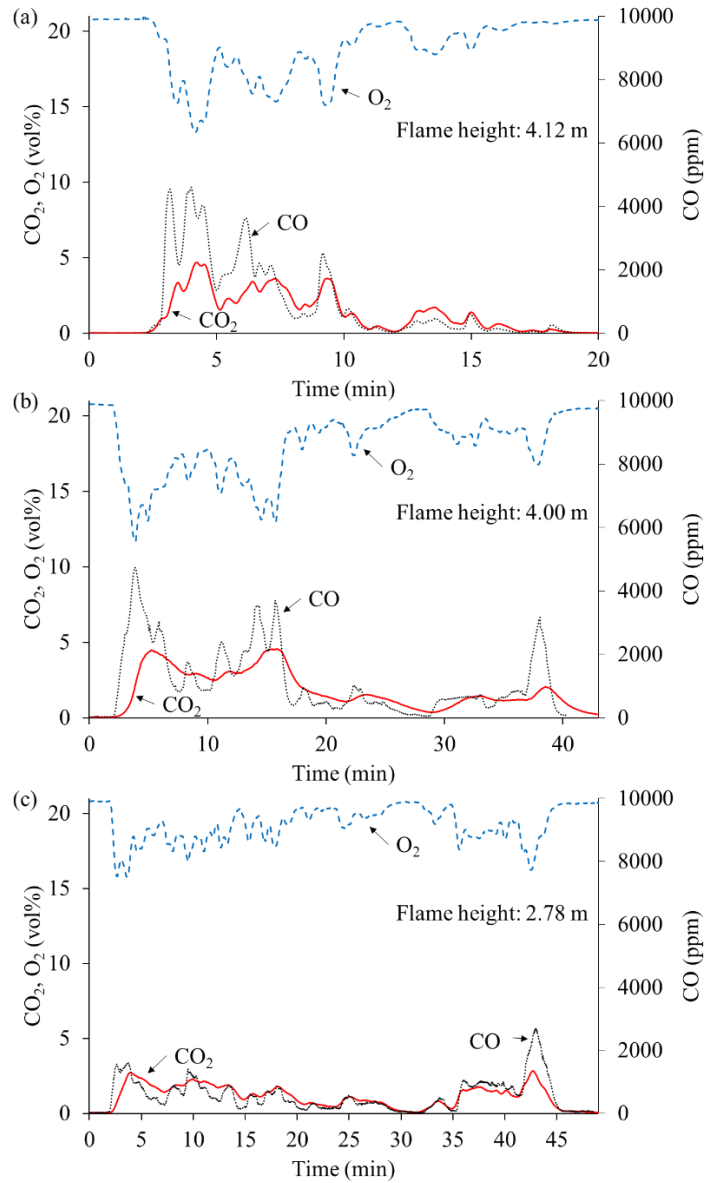 (a)
20
15
10
5
0
CO₂, O₂ (vol%)
10000
8000
6000
4000
2000
0
CO (ppm)
O₂
Flame height: 4.12 m
CO
CO₂
0 5 10 15 20
Time (min)
(b)
20
15
10
5
0
CO₂, O₂ (vol%)
10000
8000
6000
4000
2000
0
CO (ppm)
O₂
Flame height: 4.00 m
CO
CO₂
0 10 20 30 40
Time (min)
(c)
20
15
10
5
0
CO₂, O₂ (vol%)
10000
8000
6000
4000
2000
0
CO (ppm)
O₂
Flame height: 2.78 m
CO₂
CO
0 5 10 15 20 25 30 35 40 45
Time (min)